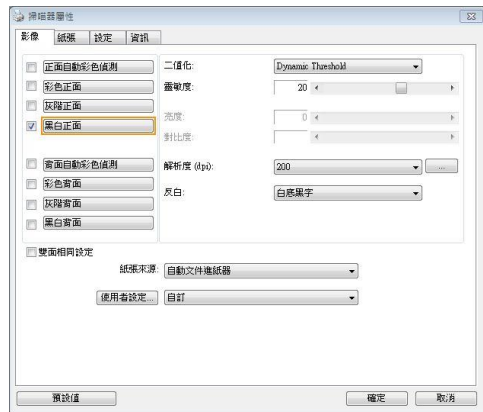 掃瞄器屬性
影像 紙張 設定 資訊
正面自動彩色偵測
彩色正面
灰階正面
黑白正面
背面自動彩色偵測
彩色背面
灰階背面
黑白背面
二值化: Dynamic Threshold
靈敏度: 20
亮度: 0
對比度:
解析度 (dpi): 200 ...
反白: 白底黑字
雙面相同設定
紙張來源: 自動文件進紙器
使用者設定... 自訂
預設值 確定 取消